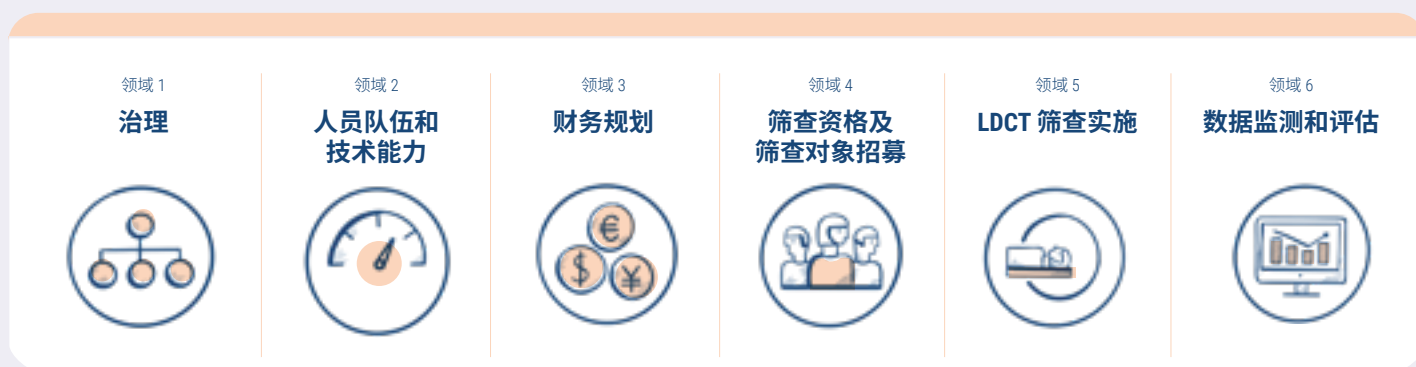 领域 1
治理
领域 2
人员队伍和
技术能力
领域 3
财务规划
领域 4
筛查资格及
筛查对象招募
领域 5
LDCT 筛查实施
领域 6
数据监测和评估
€
$
¥